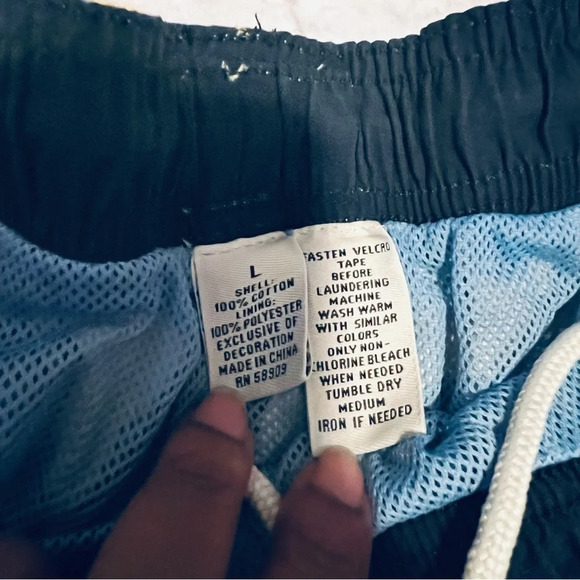 L
SHELL:
100% COTTON
LINING:
100% POLYESTER
EXCLUSIVE OF
DECORATION
MADE IN CHINA
RN 58909
FASTEN VELCRO
TAPE
BEFORE
LAUNDERING
MACHINE
WASH WARM
WITH SIMILAR
COLORS
ONLY NON-
CHLORINE BLEACH
WHEN NEEDED
TUMBLE DRY
MEDIUM
IRON IF NEEDED